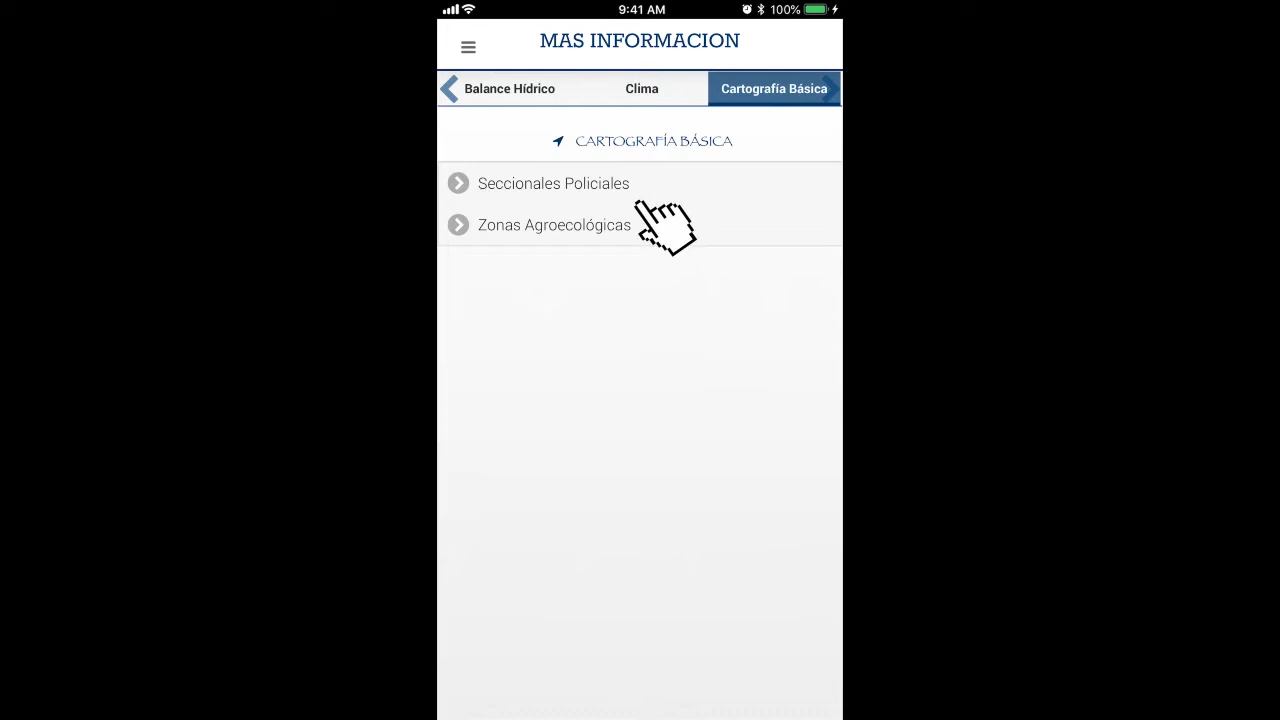 9:41 AM 100%
MAS INFORMACION
Balance Hídrico Clima Cartografía Básica
CARTOGRAFÍA BÁSICA
Seccionales Policiales
Zonas Agroecológicas